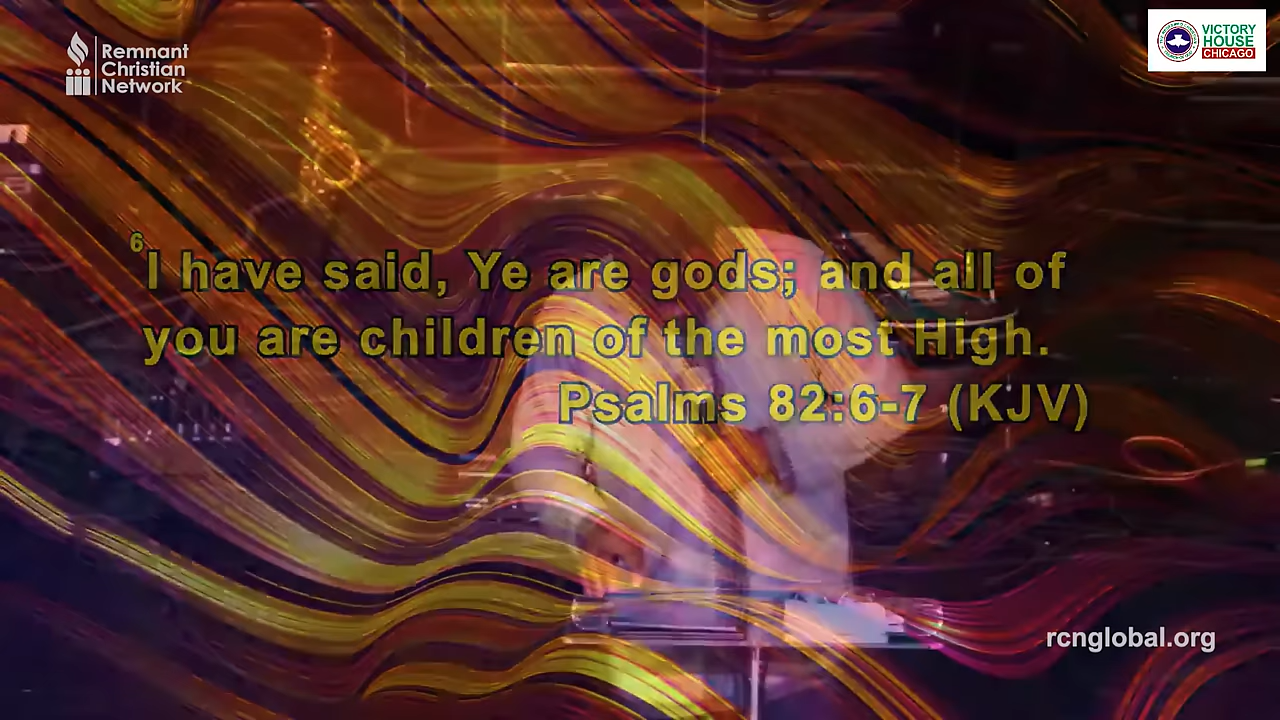 Remnant
Christian
Network
VICTORY
HOUSE
CHICAGO
6
I have said, Ye are gods; and all of
you are children of the most High.
Psalms 82:6-7 (KJV)
rcnglobal.org